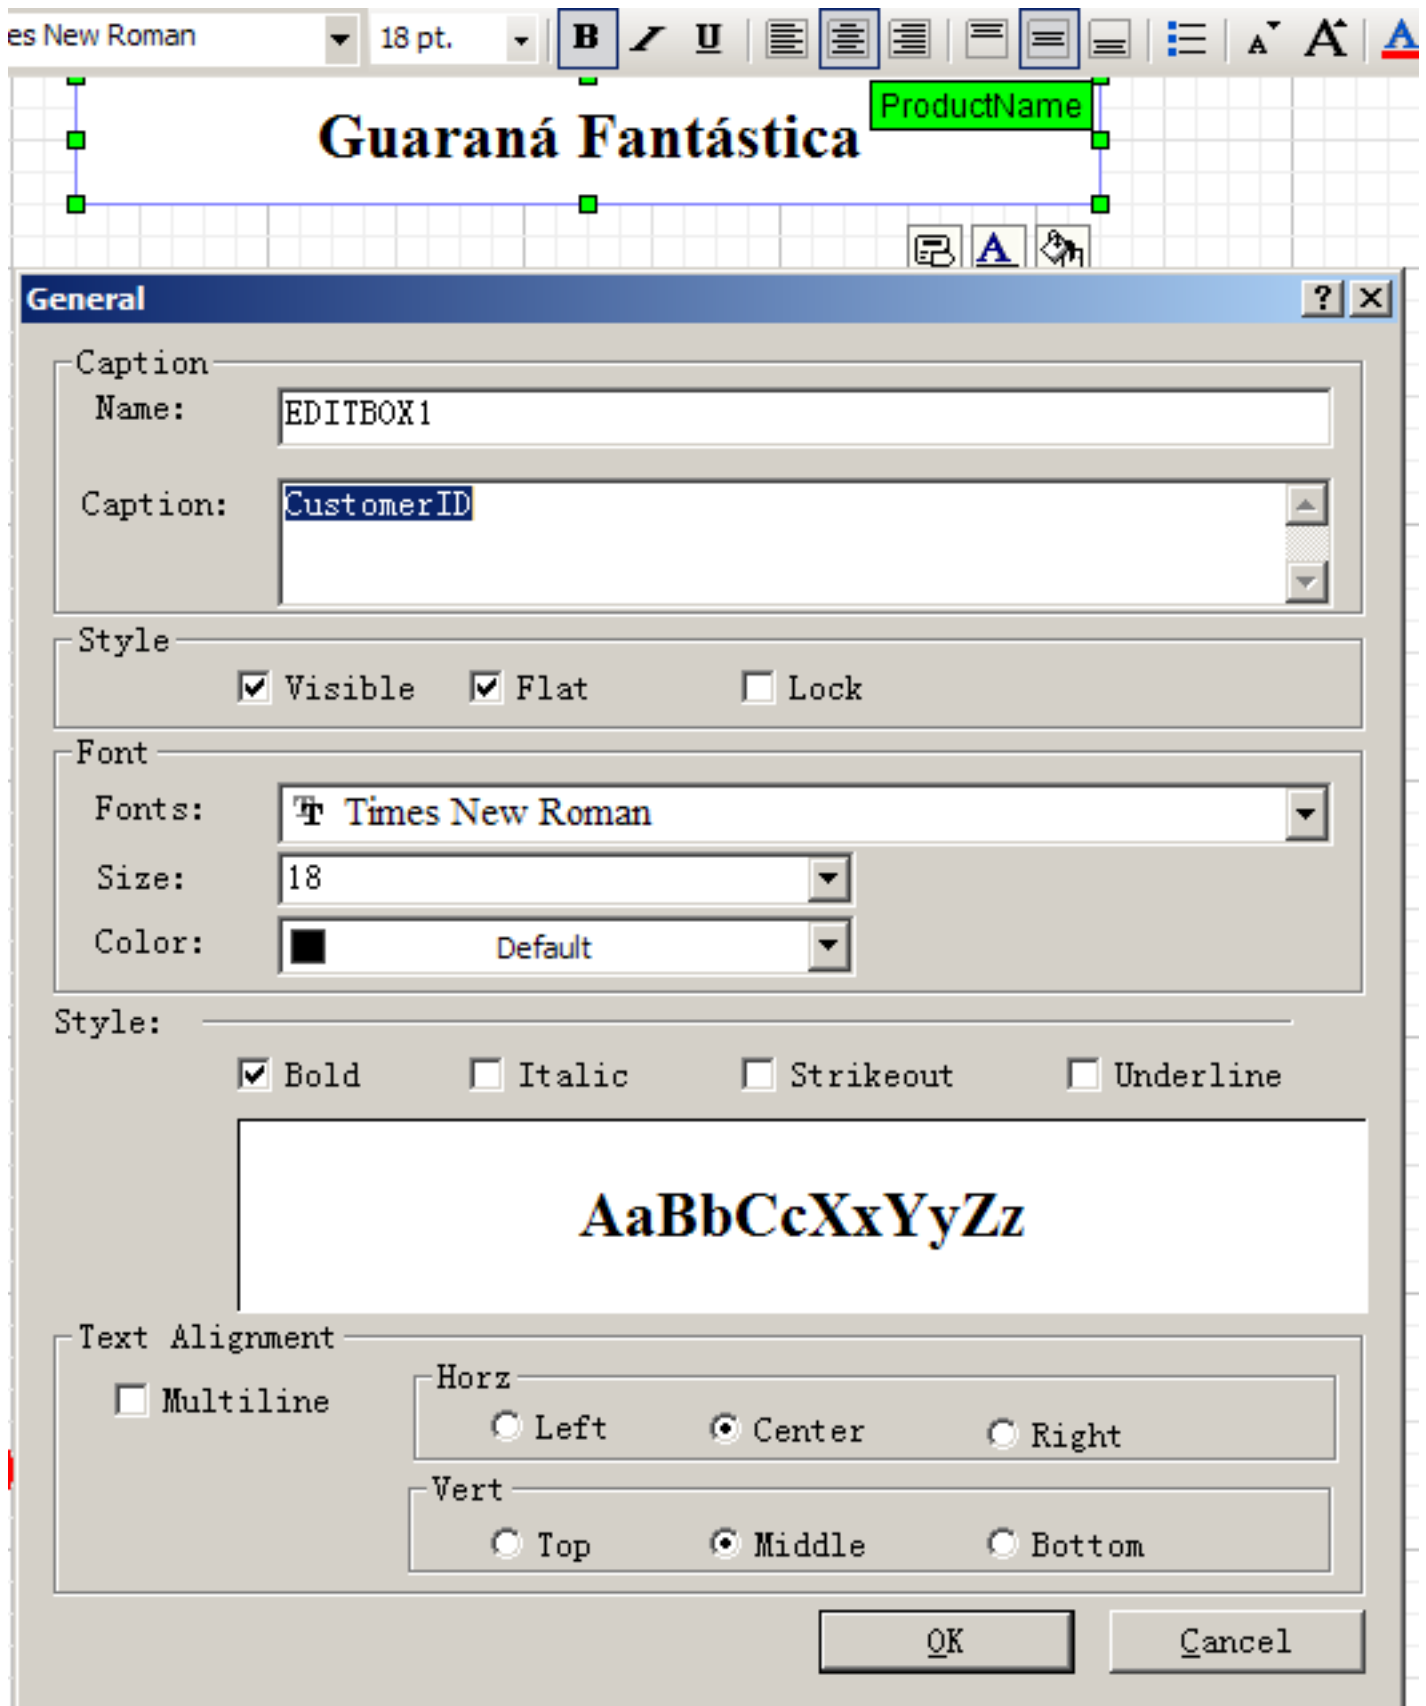 es New Roman 18 pt. B I U A A A
ProductName
Guaraná Fantástica
A
General ? X
Caption
Name: EDITBOX1
Caption: CustomerID
Style
Visible Flat Lock
Font
Fonts: Times New Roman
Size: 18
Color: Default
Style:
Bold Italic Strikeout Underline
AaBbCcXxYyZz
Text Alignment
Multiline
Horz
Left Center Right
Vert
Top Middle Bottom
OK Cancel